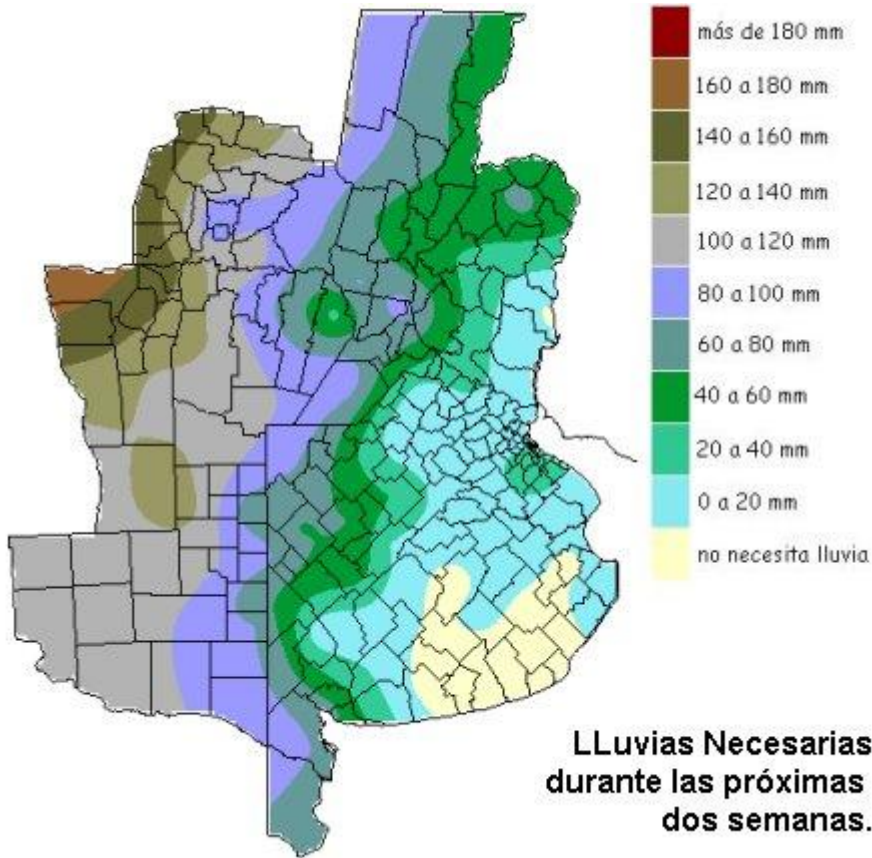 más de 180 mm
160 a 180 mm
140 a 160 mm
120 a 140 mm
100 a 120 mm
80 a 100 mm
60 a 80 mm
40 a 60 mm
20 a 40 mm
0 a 20 mm
no necesita lluvia
LLuvias Necesarias
durante las próximas
dos semanas.